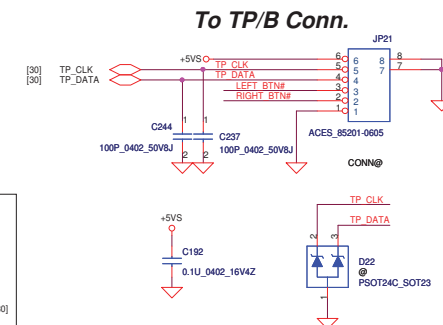 To TP/B Conn.
JP21
+5VS
6 6 8 8
TP_CLK 5 5 7 7
[30] TP_CLK
TP_DATA 4 4
[30] TP_DATA
LEFT_BTN# 3 3
RIGHT_BTN# 2 2
1 1
ACES_85201-0605
1 1
C244 C237
100P_0402_50V8J 100P_0402_50V8J
2 2
CONN@
+5VS
C192
0.1U_0402_16V4Z
TP_CLK
TP_DATA
2 3
D22
@
PSOT24C_SOT23
1